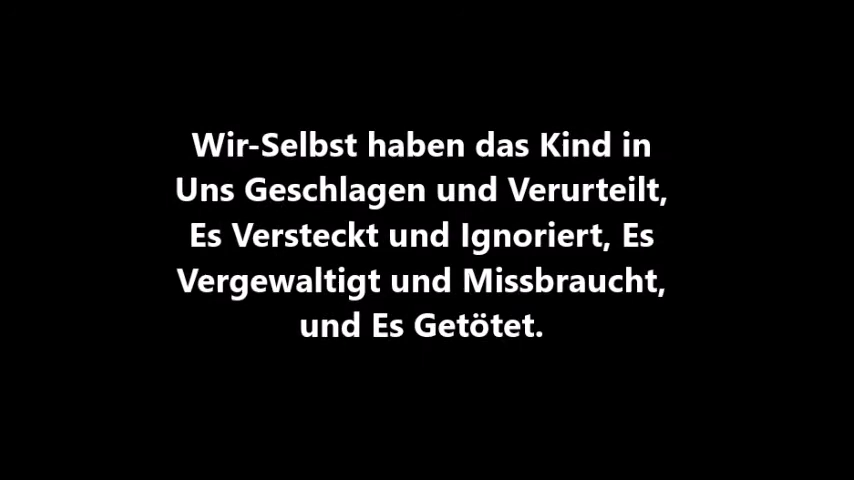 Wir-Selbst haben das Kind in
Uns Geschlagen und Verurteilt,
Es Versteckt und Ignoriert, Es
Vergewaltigt und Missbraucht,
und Es Getötet.